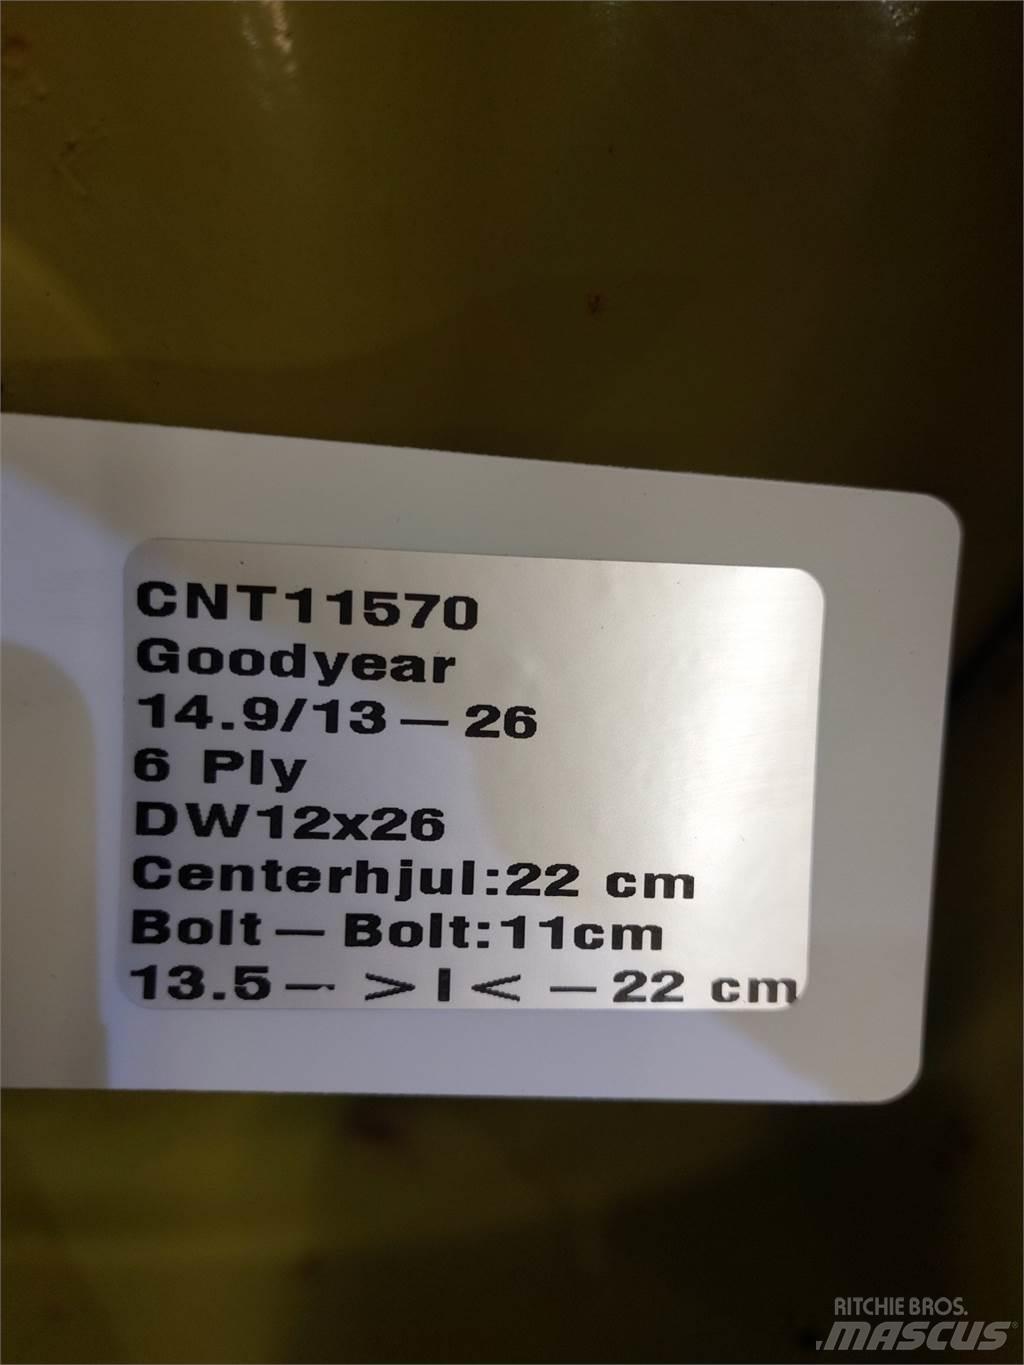 CNT11570
Goodyear
14.9/13-26
6 Ply
DW12x26
Centerhjul:22 cm
Bolt-Bolt:11cm
13.5- >I< -22 cm
RITCHIE BROS.
MASCUS